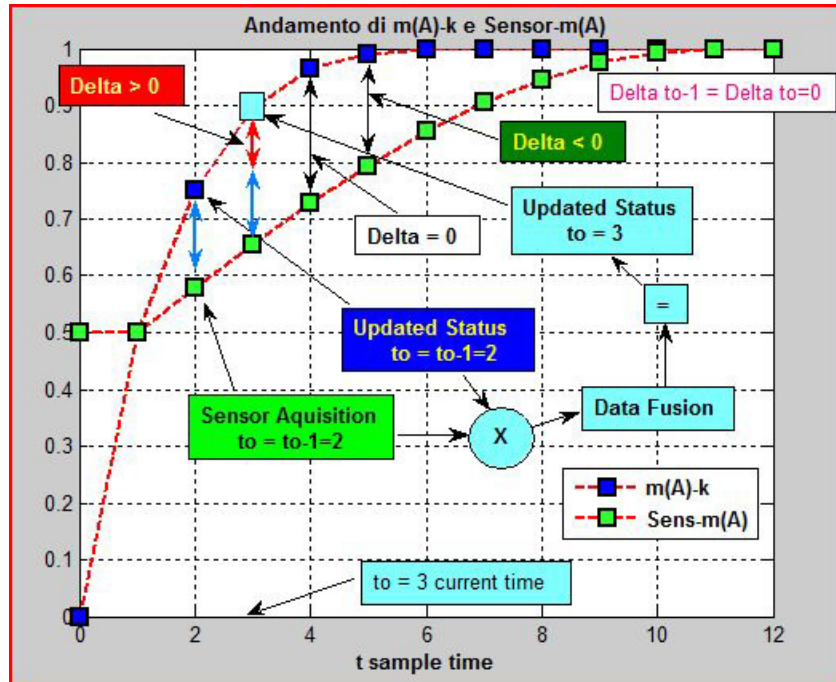 Andamento di m(A)-k e Sensor-m(A)
1
0.9
0.8
0.7
0.6
0.5
0.4
0.3
0.2
0.1
0
0
2
4
6
8
10
12
t sample time
Delta > 0
Delta to-1 = Delta to=0
Delta < 0
Updated Status
to = 3
Delta = 0
=
Updated Status
to = to-1=2
Sensor Aquisition
to = to-1=2
X
Data Fusion
m(A)-k
Sens-m(A)
to = 3 current time